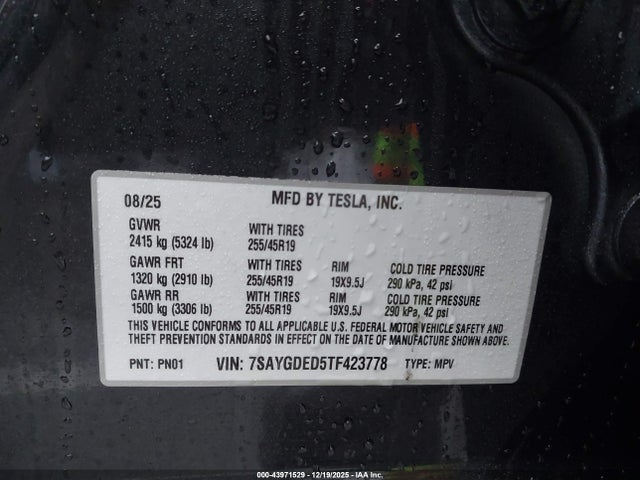 08/25 MFD BY TESLA, INC.
GVWR WITH TIRES
2415 kg (5324 lb) 255/45R19
GAWR FRT WITH TIRES RIM COLD TIRE PRESSURE
1320 kg (2910 lb) 255/45R19 19X9.5J 290 kPa, 42 psi
GAWR RR WITH TIRES RIM COLD TIRE PRESSURE
1500 kg (3306 lb) 255/45R19 19X9.5J 290 kPa, 42 psi
THIS VEHICLE CONFORMS TO ALL APPLICABLE U.S. FEDERAL MOTOR VEHICLE SAFETY AND
THEFT PREVENTION STANDARDS IN EFFECT ON THE DATE OF MANUFACTURE SHOWN ABOVE.
PNT: PN01 VIN: 7SAYGDED5TF423778 TYPE: MPV
000-43971529 - 12/19/2025 - IAA Inc.